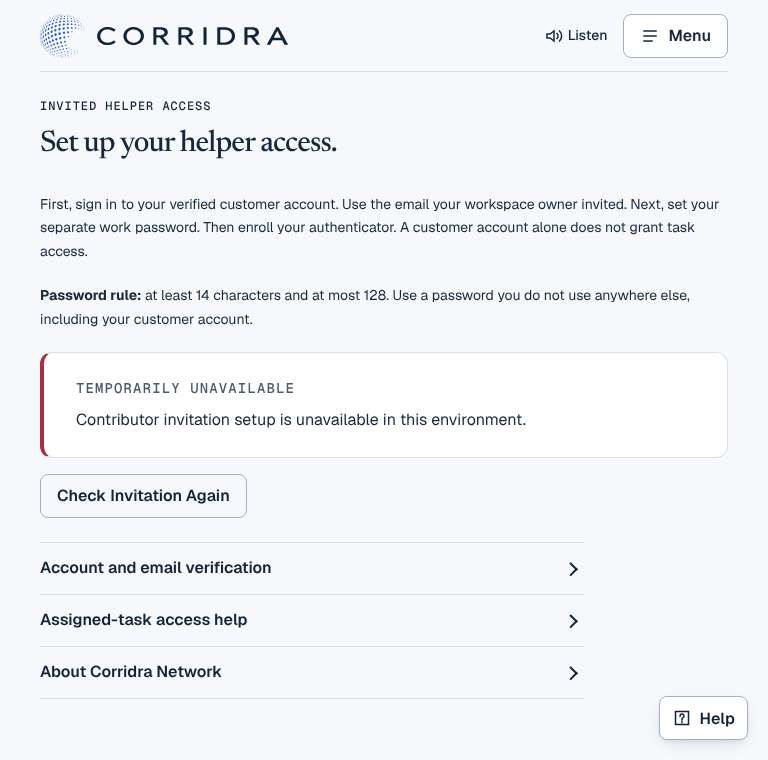 CORRIDRA
Listen
Menu
INVITED HELPER ACCESS
Set up your helper access.
First, sign in to your verified customer account. Use the email your workspace owner invited. Next, set your
separate work password. Then enroll your authenticator. A customer account alone does not grant task
access.
Password rule: at least 14 characters and at most 128. Use a password you do not use anywhere else,
including your customer account.
TEMPORARILY UNAVAILABLE
Contributor invitation setup is unavailable in this environment.
Check Invitation Again
Account and email verification
Assigned-task access help
About Corridra Network
Help